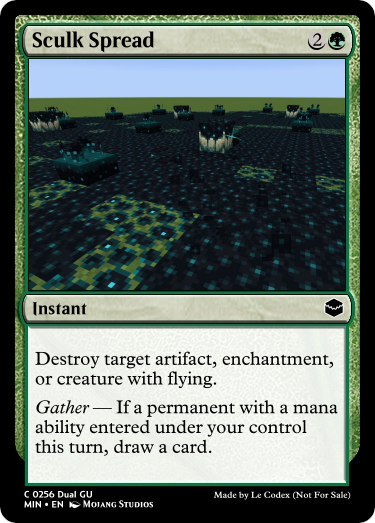 Sculk Spread 2
Instant
Destroy target artifact, enchantment,
or creature with flying.
Gather — If a permanent with a mana
ability entered under your control
this turn, draw a card.
C 0256 Dual GU
MIN • EN Mojang Studios
Made by Le Codex (Not For Sale)